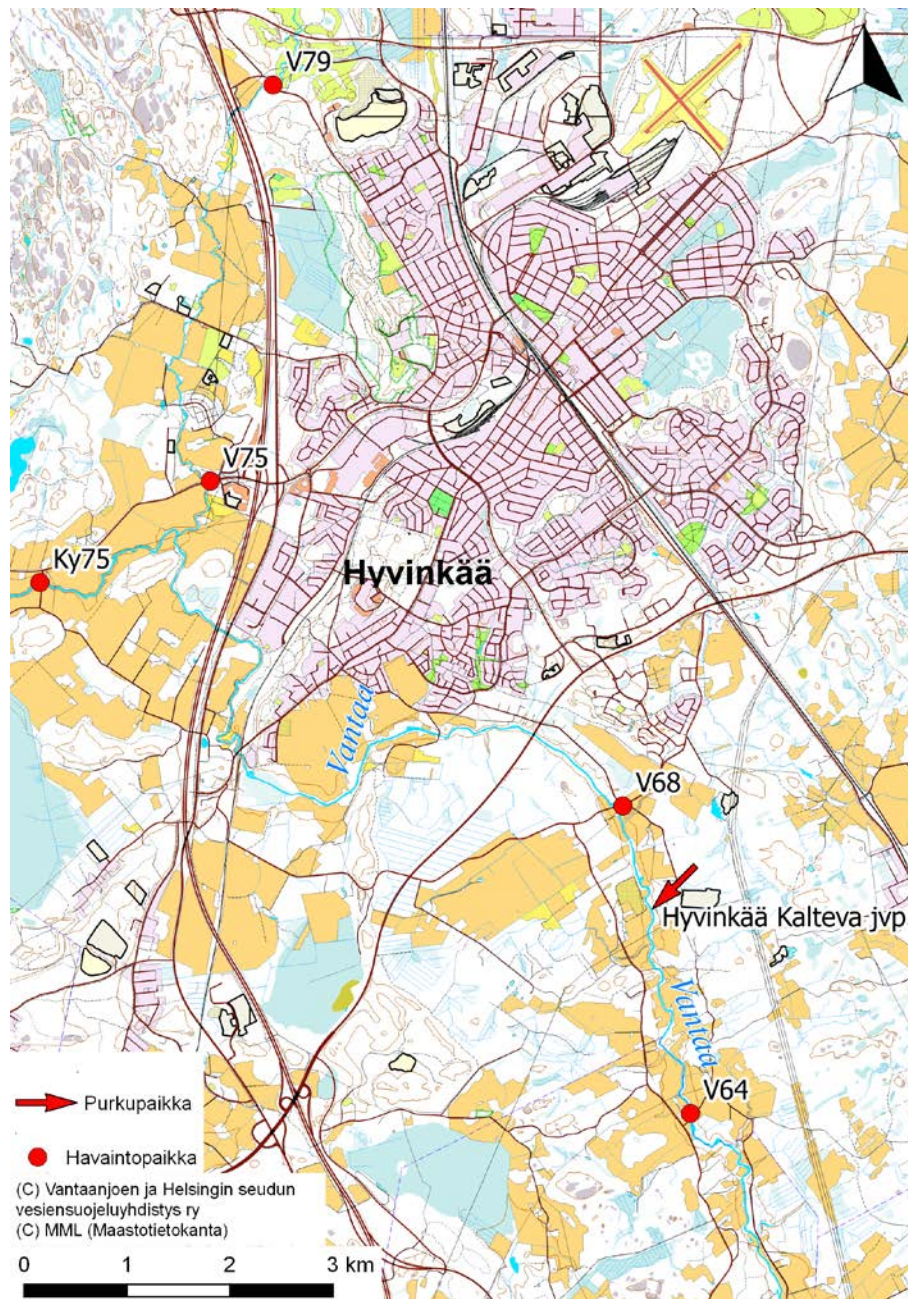 V79
V75
Ky75
Hyvinkää
Vantaa
V68
Hyvinkää Kalteva jvp
Vantaa
V64
Purkupaikka
Havaintopaikka
(C) Vantaanjoen ja Helsingin seudun
vesiensuojeluyhdistys ry
(C) MML (Maastotietokanta)
0 1 2 3 km